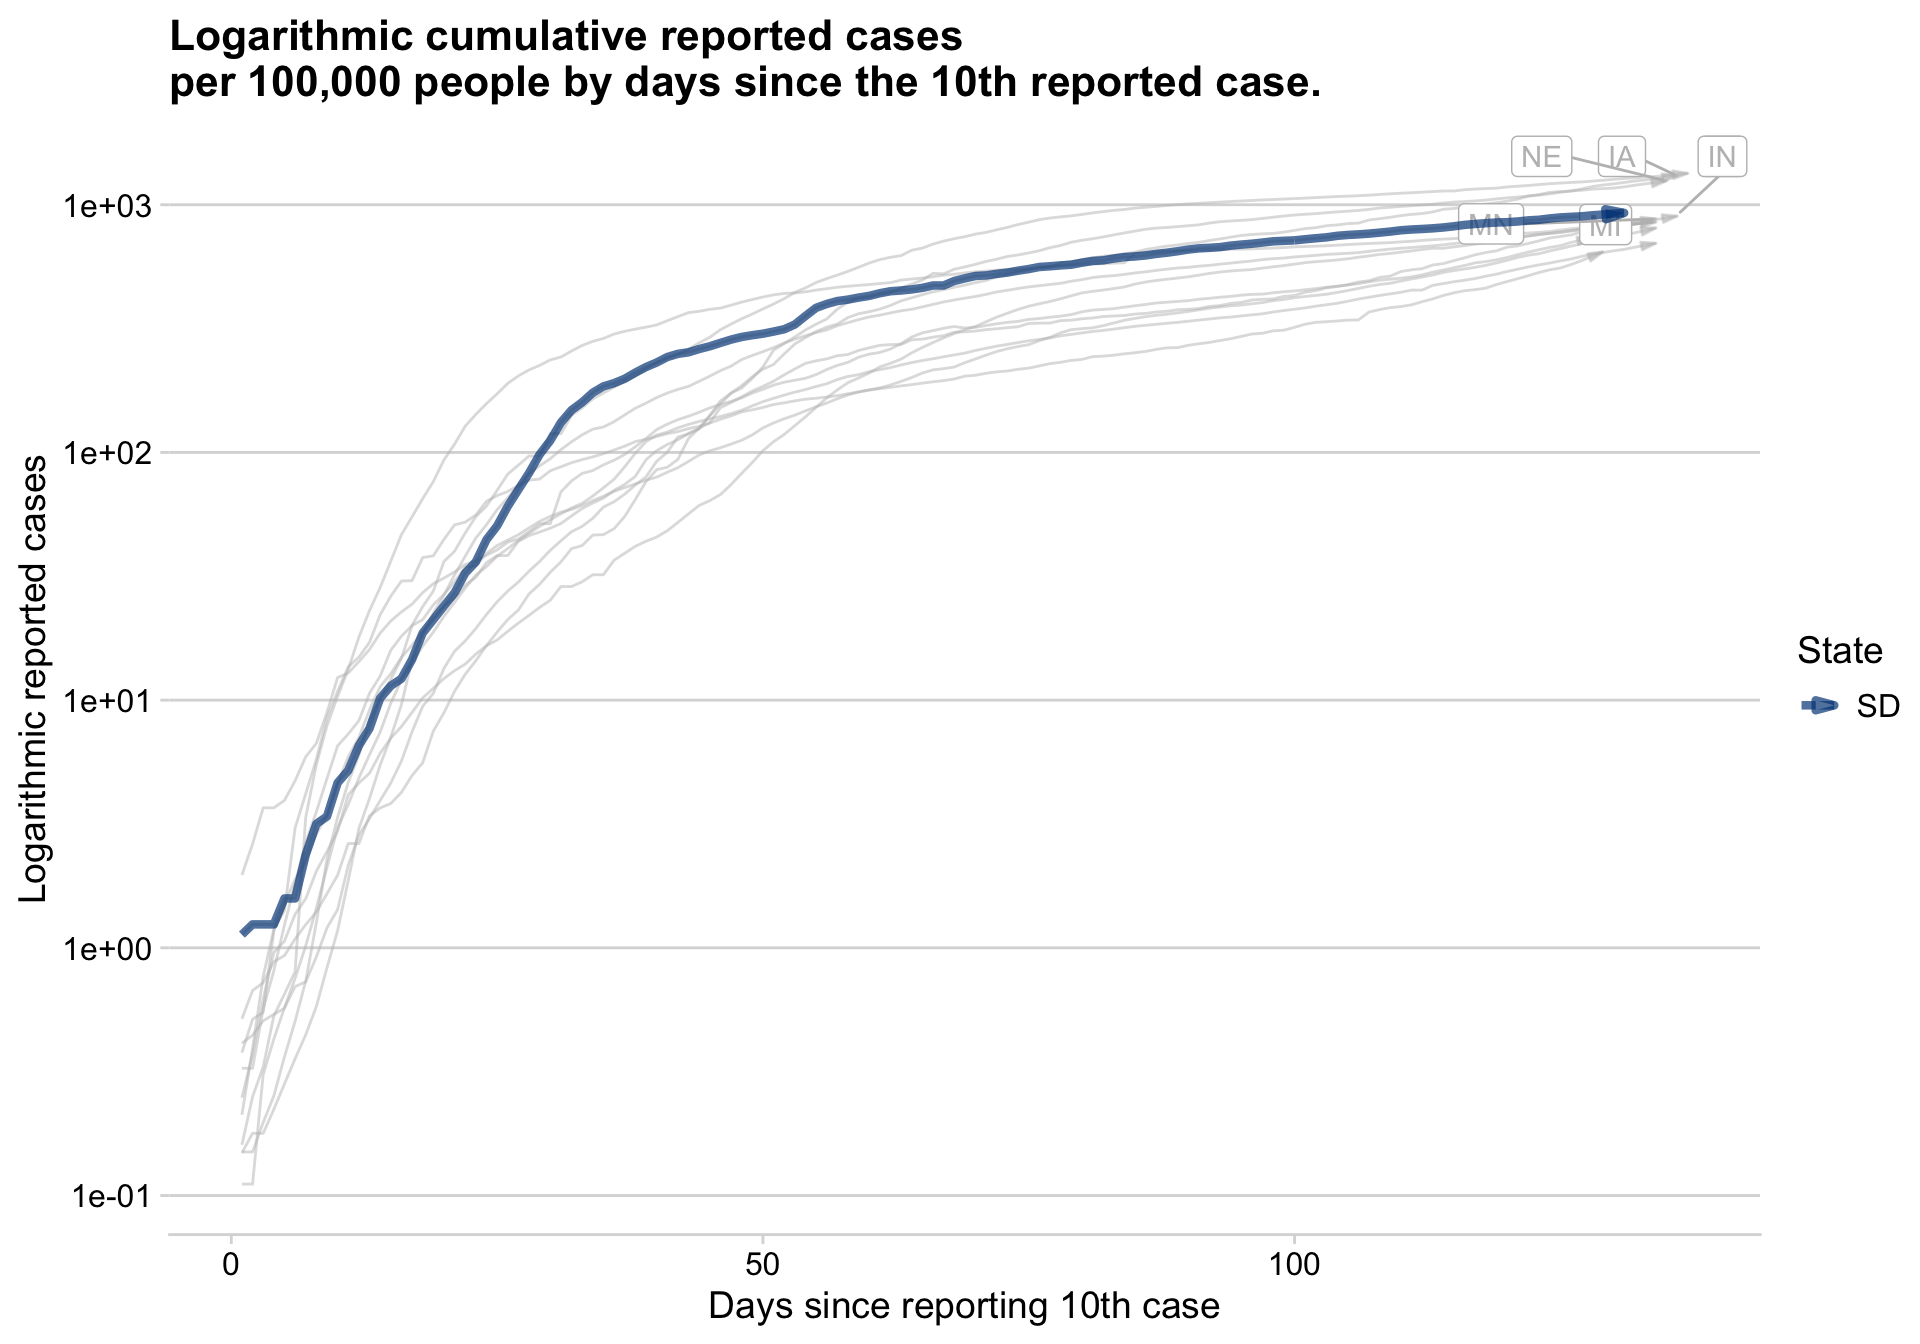 Logarithmic cumulative reported cases
per 100,000 people by days since the 10th reported case.
NE
IA
IN
MN
MI
1e+03
1e+02
1e+01
1e+00
1e-01
Logarithmic reported cases
0
50
100
Days since reporting 10th case
State
SD